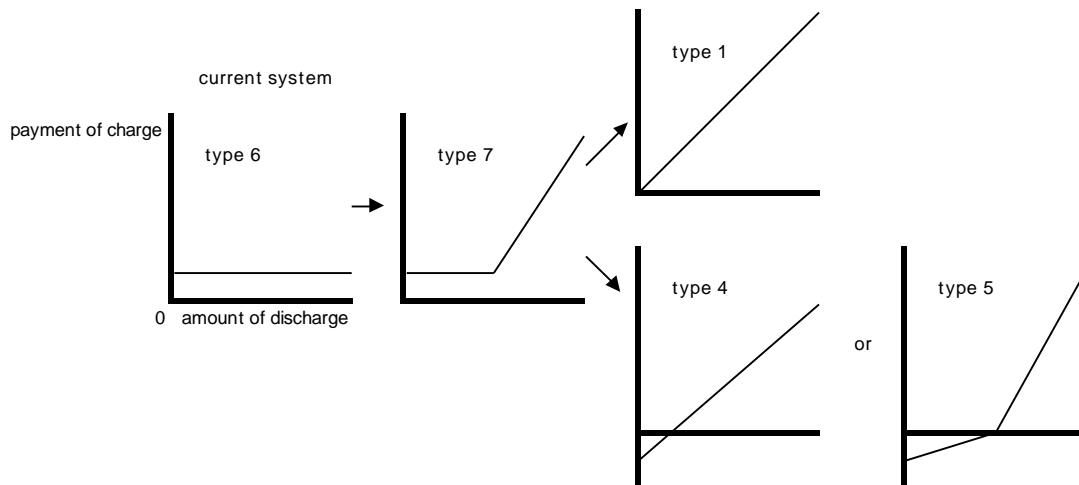 current system
payment of charge
type 6
0 amount of discharge
type 7
type 1
type 4
or
type 5